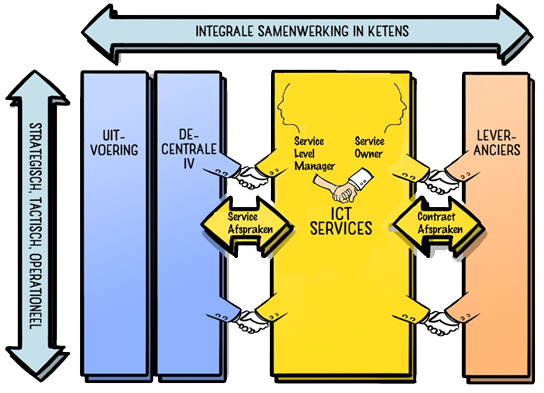 INTEGRALE SAMENWERKING IN KETENS
STRATEGISCH, TACTISCH, OPERATIONEEL
UIT-
VOERING
DE-
CENTRALE
IV
Service
Level
Manager
Service
Owner
ICT
SERVICES
LEVER-
ANCIERS
Service
Afspraken
Contract
Afspraken